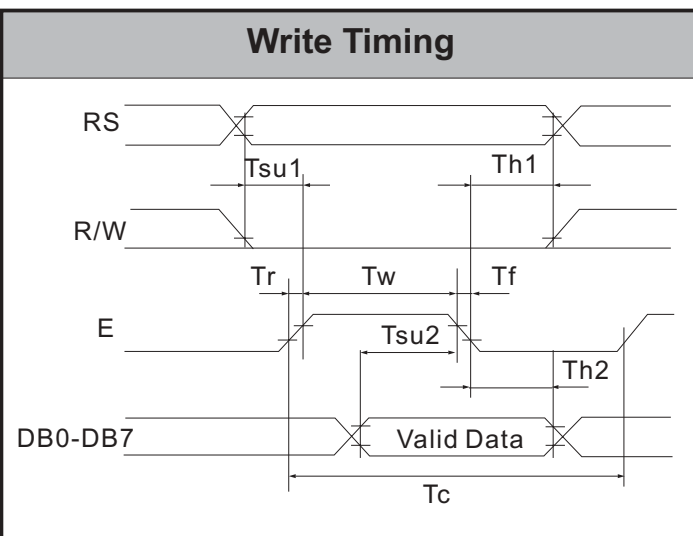 Write Timing
RS
Tsu1
Th1
R/W
Tr
Tw
Tf
E
Tsu2
Th2
DB0-DB7
Valid Data
Tc